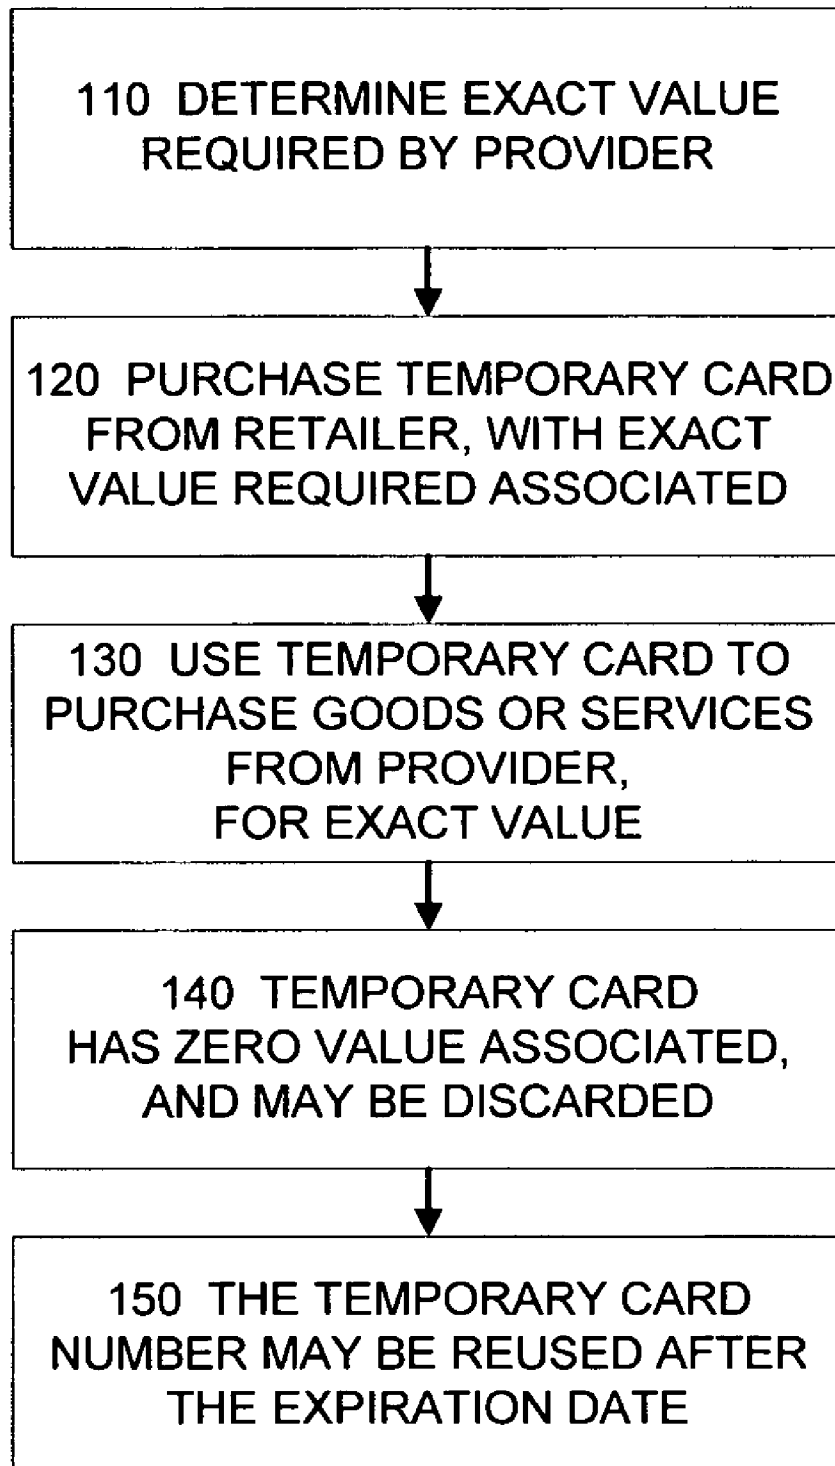 110 DETERMINE EXACT VALUE
REQUIRED BY PROVIDER
120 PURCHASE TEMPORARY CARD
FROM RETAILER, WITH EXACT
VALUE REQUIRED ASSOCIATED
130 USE TEMPORARY CARD TO
PURCHASE GOODS OR SERVICES
FROM PROVIDER,
FOR EXACT VALUE
140 TEMPORARY CARD
HAS ZERO VALUE ASSOCIATED,
AND MAY BE DISCARDED
150 THE TEMPORARY CARD
NUMBER MAY BE REUSED AFTER
THE EXPIRATION DATE